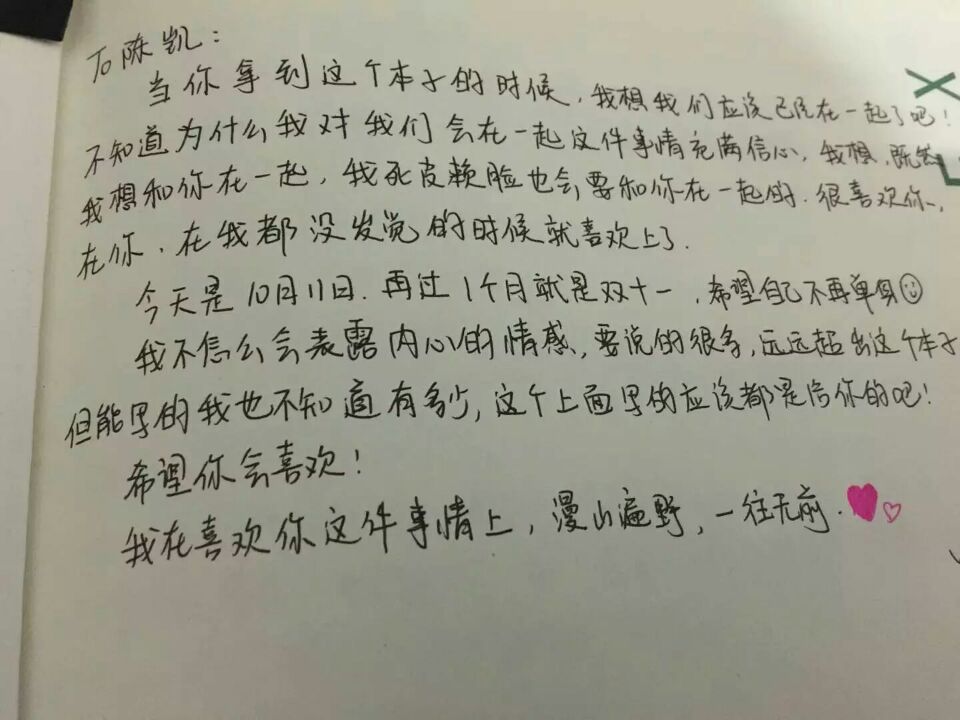 To 陈凯：
当你拿到这个本子的时候，我想我们应该已经在一起了吧！
不知道为什么我对我们会在一起这件事情充满信心，我想，既然
我想和你在一起，我死皮赖脸也会要和你在一起的．很喜欢你，
在你、在我都没发觉的时候就喜欢上了．
今天是10月11日．再过1个月就是双十一，希望自己不再单身
我不怎么会表露内心的情感，要说的很多，远远超出这个本子
但能写的我也不知道有多少，这个上面写的应该都是给你的吧！
希望你会喜欢！
我在喜欢你这件事情上，漫山遍野，一往无前．